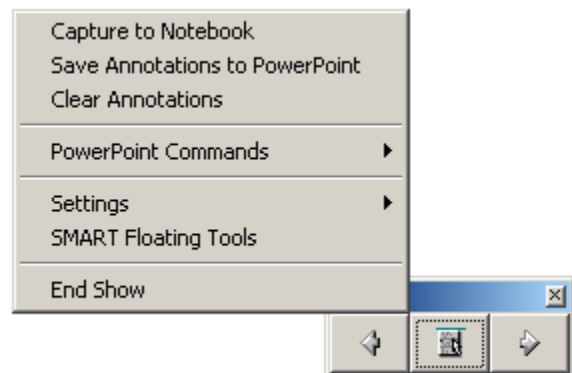 Capture to Notebook
Save Annotations to PowerPoint
Clear Annotations
PowerPoint Commands
Settings
SMART Floating Tools
End Show